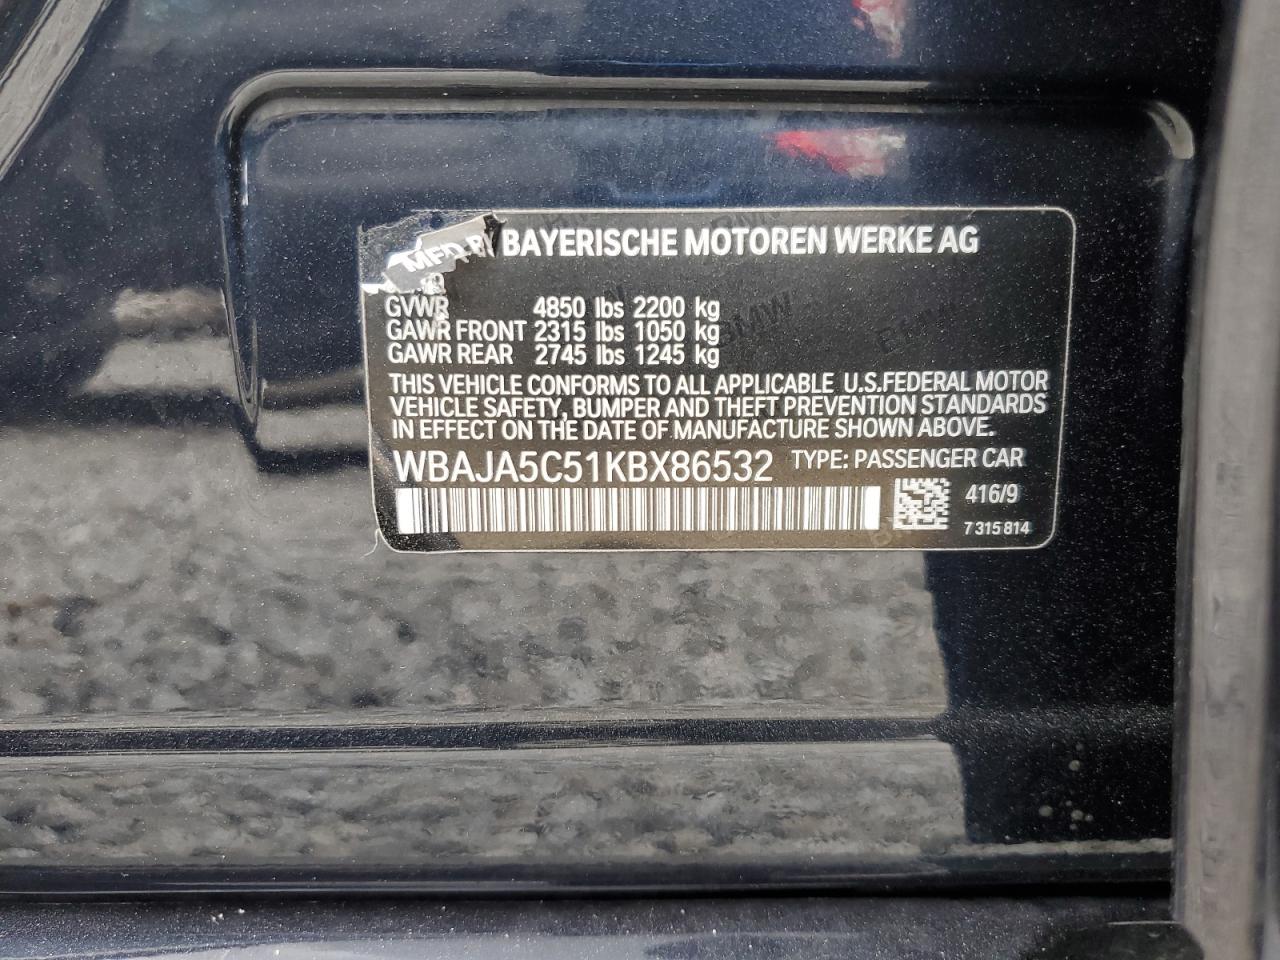 MFD BY BAYERISCHE MOTOREN WERKE AG
GVWR 4850 lbs 2200 kg
GAWR FRONT 2315 lbs 1050 kg
GAWR REAR 2745 lbs 1245 kg
THIS VEHICLE CONFORMS TO ALL APPLICABLE U.S.FEDERAL MOTOR
VEHICLE SAFETY, BUMPER AND THEFT PREVENTION STANDARDS
IN EFFECT ON THE DATE OF MANUFACTURE SHOWN ABOVE.
WBAJA5C51KBX86532 TYPE: PASSENGER CAR
416/9
7 315 814